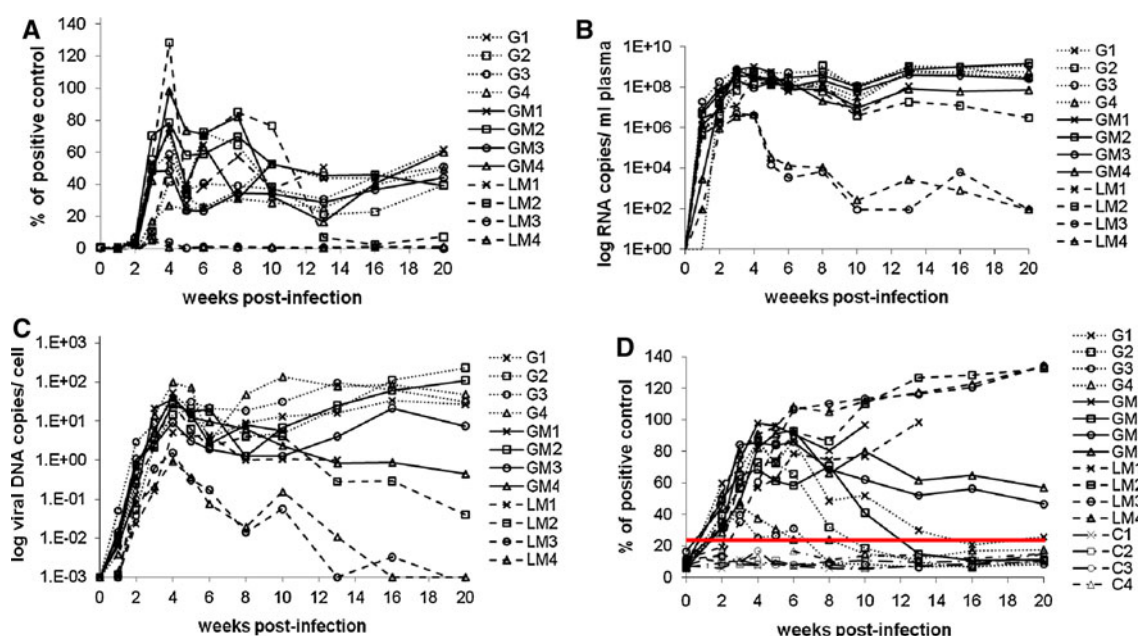 A
% of positive control
140
120
100
80
60
40
20
0
0 2 4 6 8 10 12 14 16 18 20
weeks post-infection
G1
G2
G3
G4
GM1
GM2
GM3
GM4
LM1
LM2
LM3
LM4
B
log RNA copies/ ml plasma
1E+10
1E+08
1E+06
1E+04
1E+02
1E+00
0 2 4 6 8 10 12 14 16 18 20
weeeks post-infection
G1
G2
G3
G4
GM1
GM2
GM3
GM4
LM1
LM2
LM3
LM4
C
log viral DNA copies/ cell
1.E+03
1.E+02
1.E+01
1.E+00
1.E-01
1.E-02
1.E-03
0 2 4 6 8 10 12 14 16 18 20
weeks post-infection
G1
G2
G3
G4
GM1
GM2
GM3
GM4
LM1
LM2
LM3
LM4
D
% of positive control
140
120
100
80
60
40
20
0
0 2 4 6 8 10 12 14 16 18 20
weeks post-infection
G1
G2
G3
G4
GM
GM
GM
GM
LM1
LM2
LM3
LM4
C1
C2
C3
C4